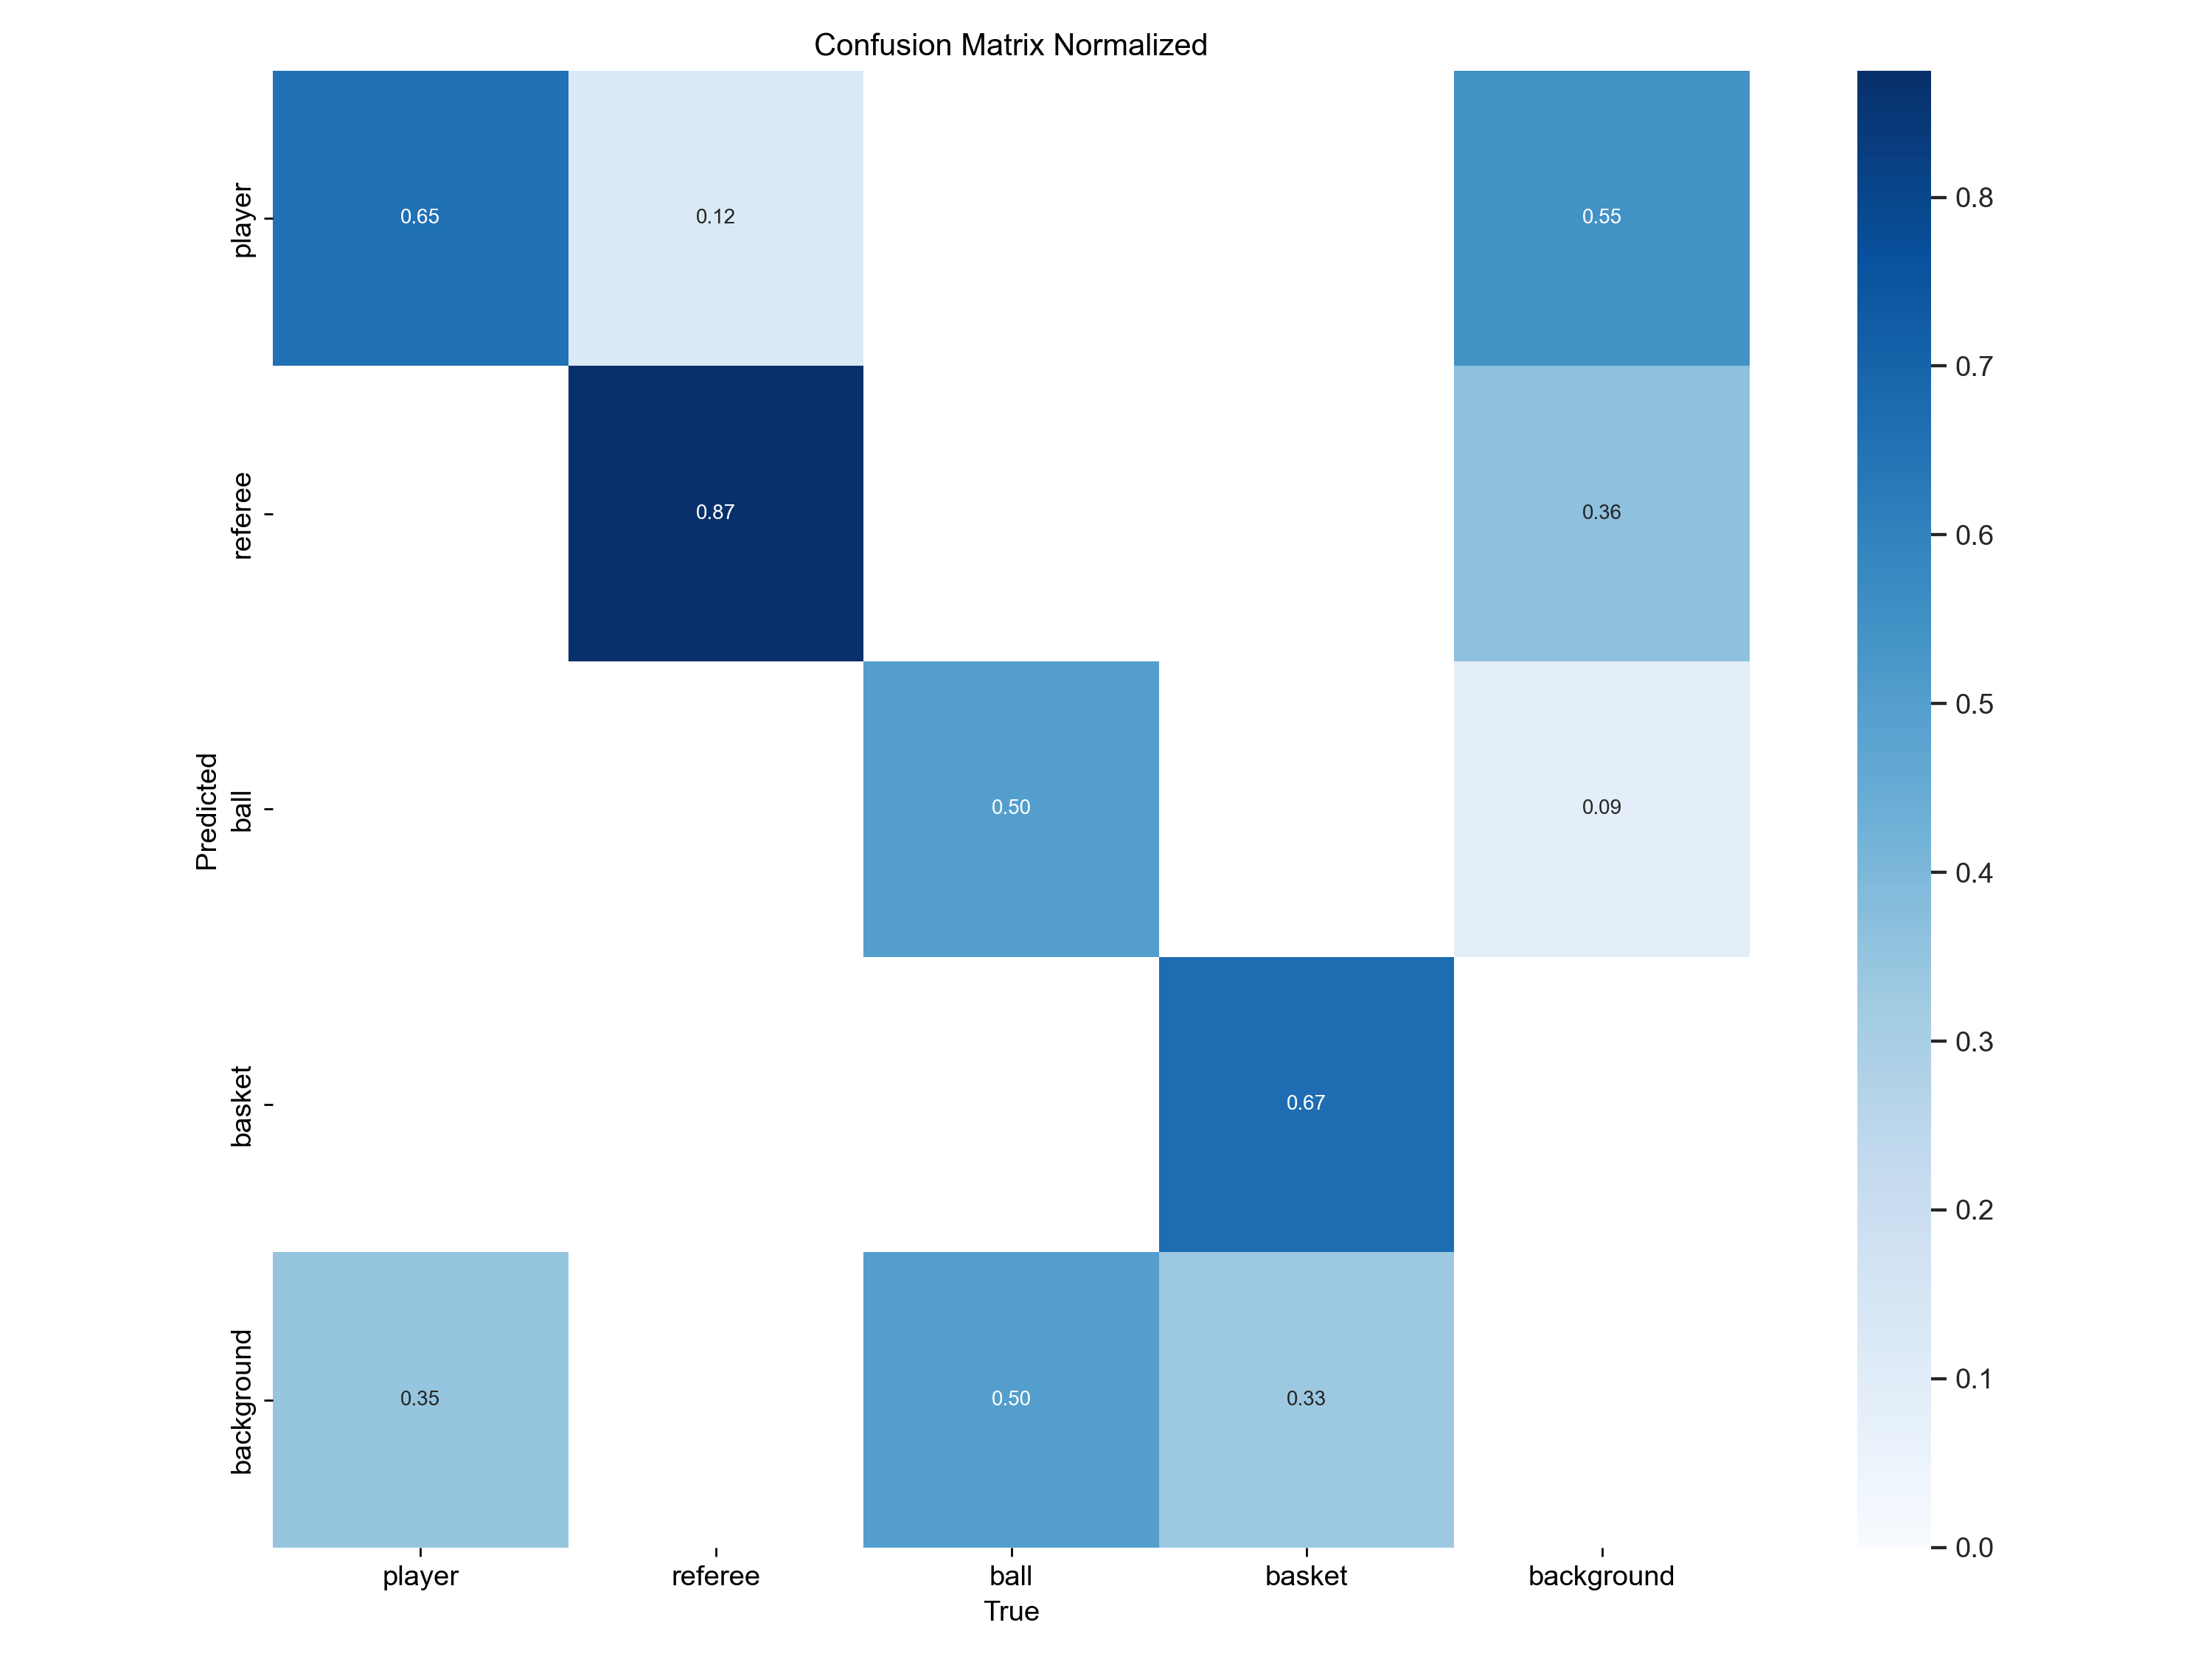 Confusion Matrix Normalized
Predicted
player
0.65
0.12
0.55
referee
0.87
0.36
ball
0.50
0.09
basket
0.67
background
0.35
0.50
0.33
player
referee
ball
basket
background
True
0.8
0.7
0.6
0.5
0.4
0.3
0.2
0.1
0.0